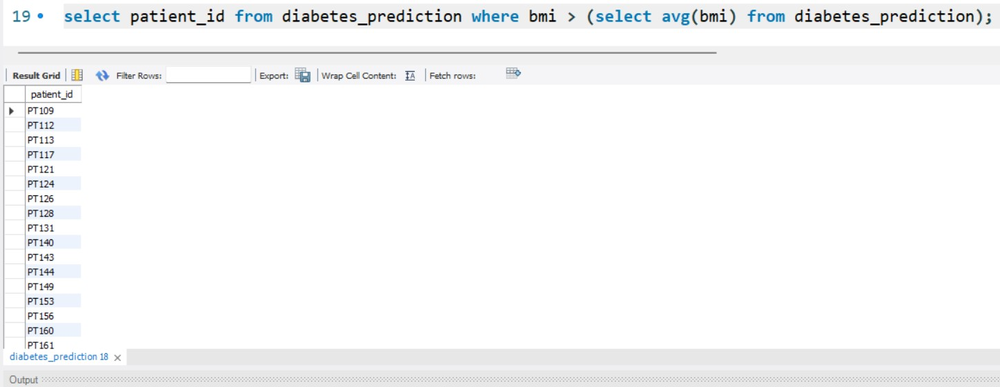 19 select patient_id from diabetes_prediction where bmi > (select avg(bmi) from diabetes_prediction);
Result Grid Filter Rows: Export: Wrap Cell Content: IA Fetch rows:
patient_id
PT109
PT112
PT113
PT117
PT121
PT124
PT126
PT128
PT131
PT140
PT143
PT144
PT149
PT153
PT156
PT160
PT161
diabetes_prediction 18
Output